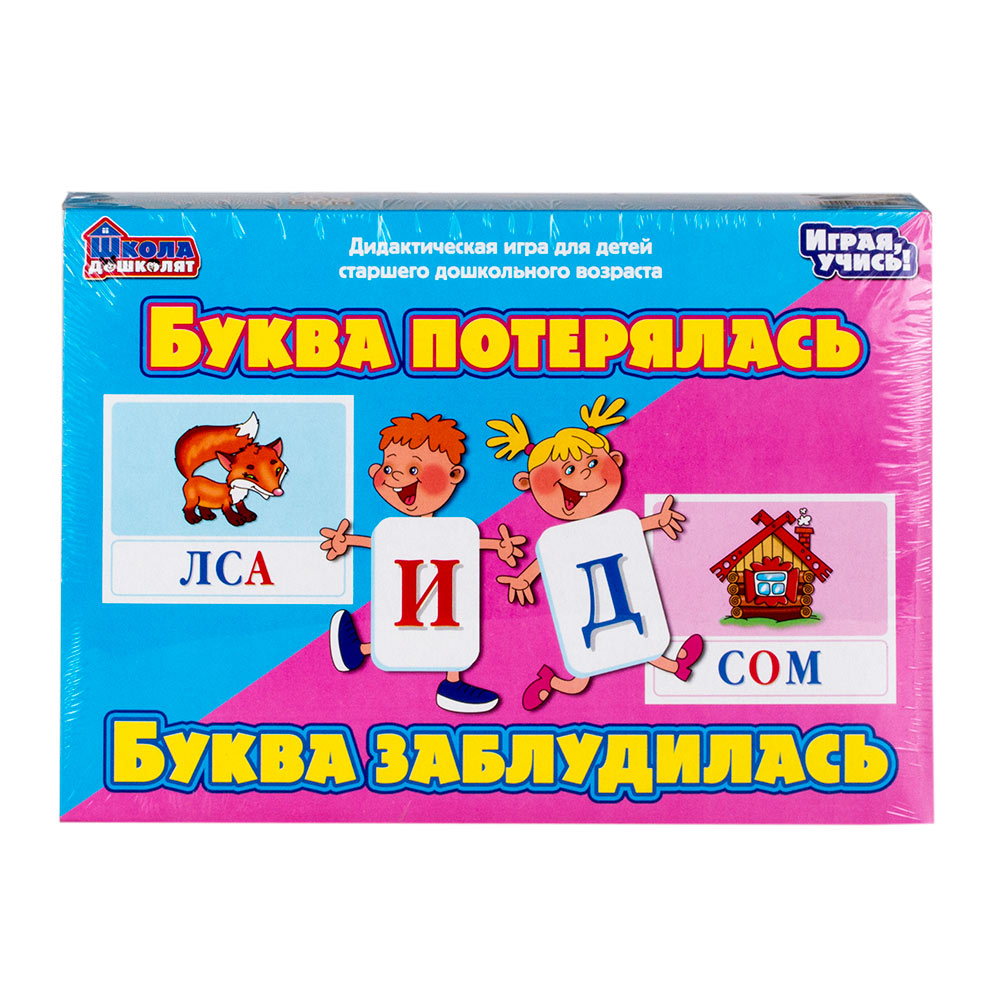 Школа
дошколят
Дидактическая игра для детей
старшего дошкольного возраста
Играя,
учись!
Буква потерялась
ЛСА
И
Д
СОМ
Буква заблудилась